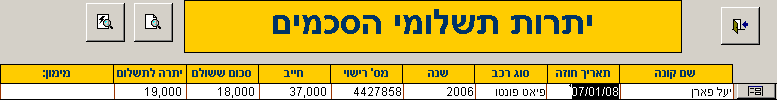 יתרות תשלומי הסכמים
שם קונה תאריך חוזה סוג רכב שנה מס' רישוי חייב סכום ששולם יתרה לתשלום מימון:
יעל פארן 07/01/08 פיאט פונטו 2006 4427858 37,000 18,000 19,000